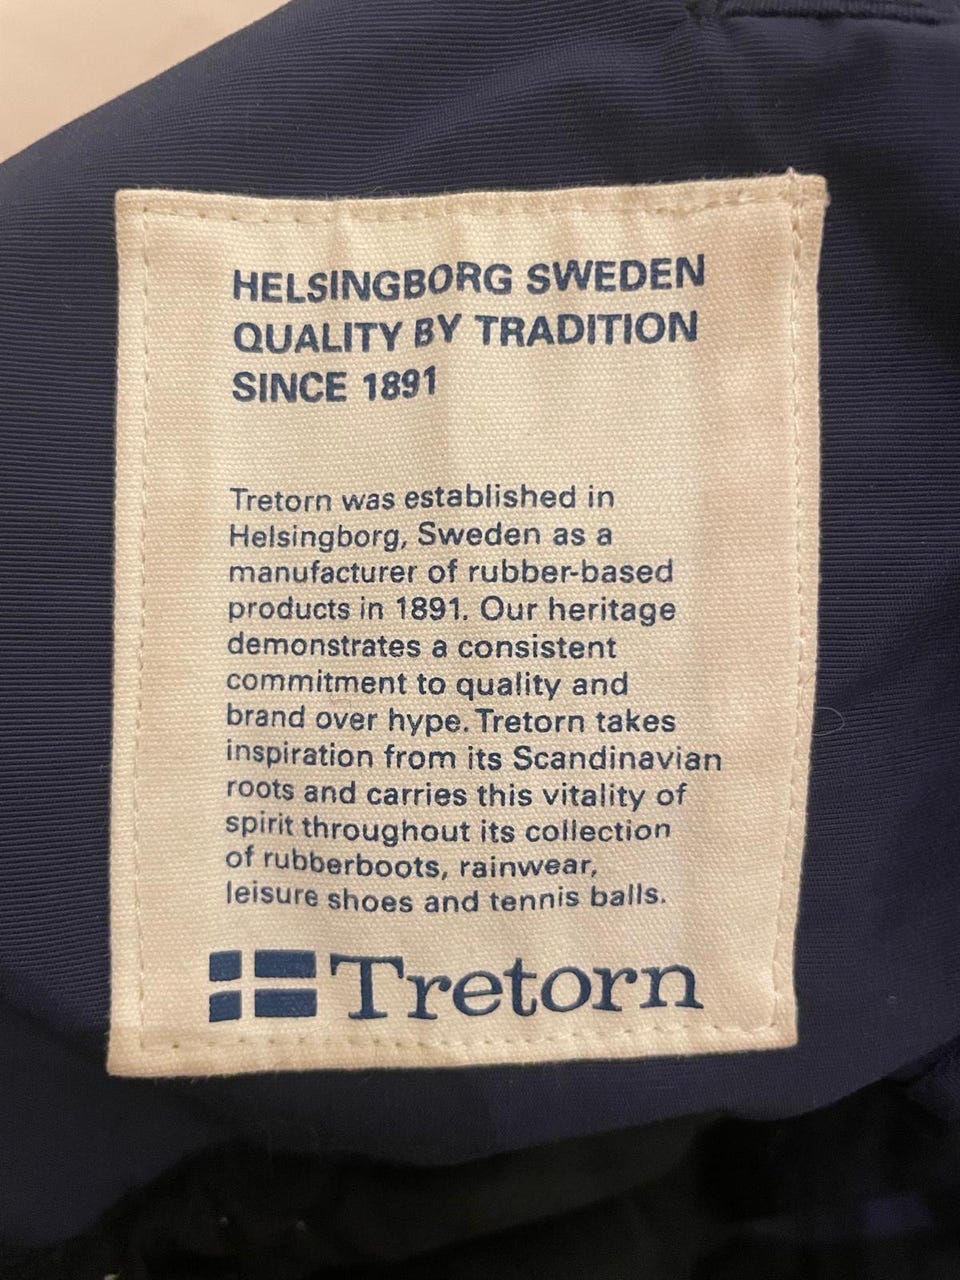 HELSINGBORG SWEDEN
QUALITY BY TRADITION
SINCE 1891
Tretorn was established in
Helsingborg, Sweden as a
manufacturer of rubber-based
products in 1891. Our heritage
demonstrates a consistent
commitment to quality and
brand over hype. Tretorn takes
inspiration from its Scandinavian
roots and carries this vitality of
spirit throughout its collection
of rubberboots, rainwear,
leisure shoes and tennis balls.
Tretorn